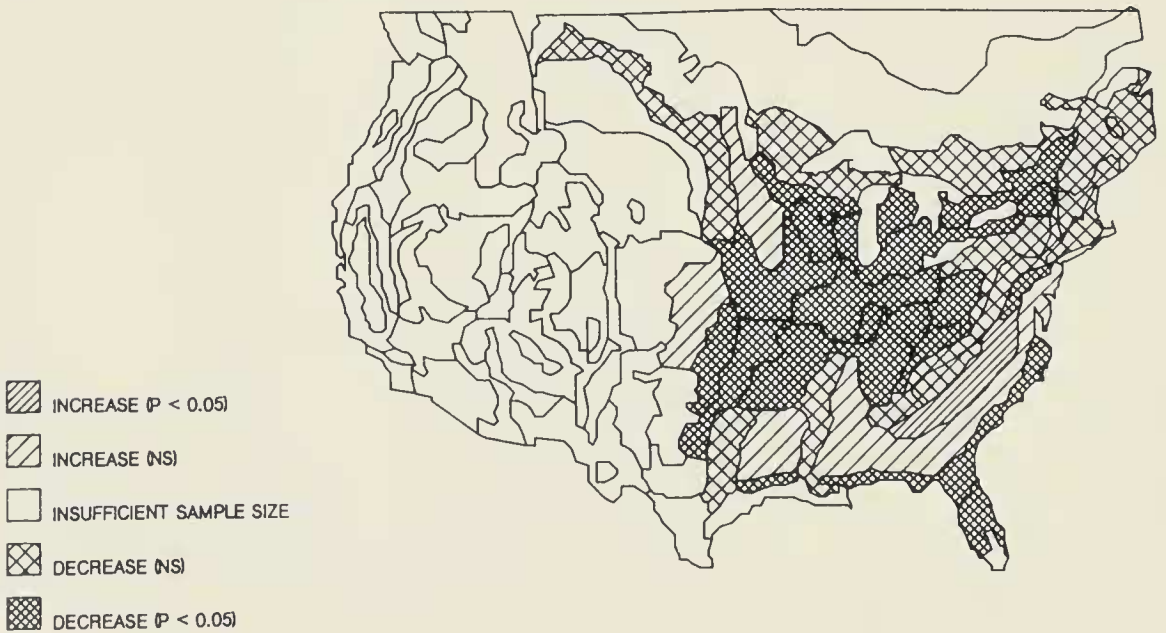 INCREASE (P < 0.05)
INCREASE (NS)
INSUFFICIENT SAMPLE SIZE
DECREASE (NS)
DECREASE (P < 0.05)